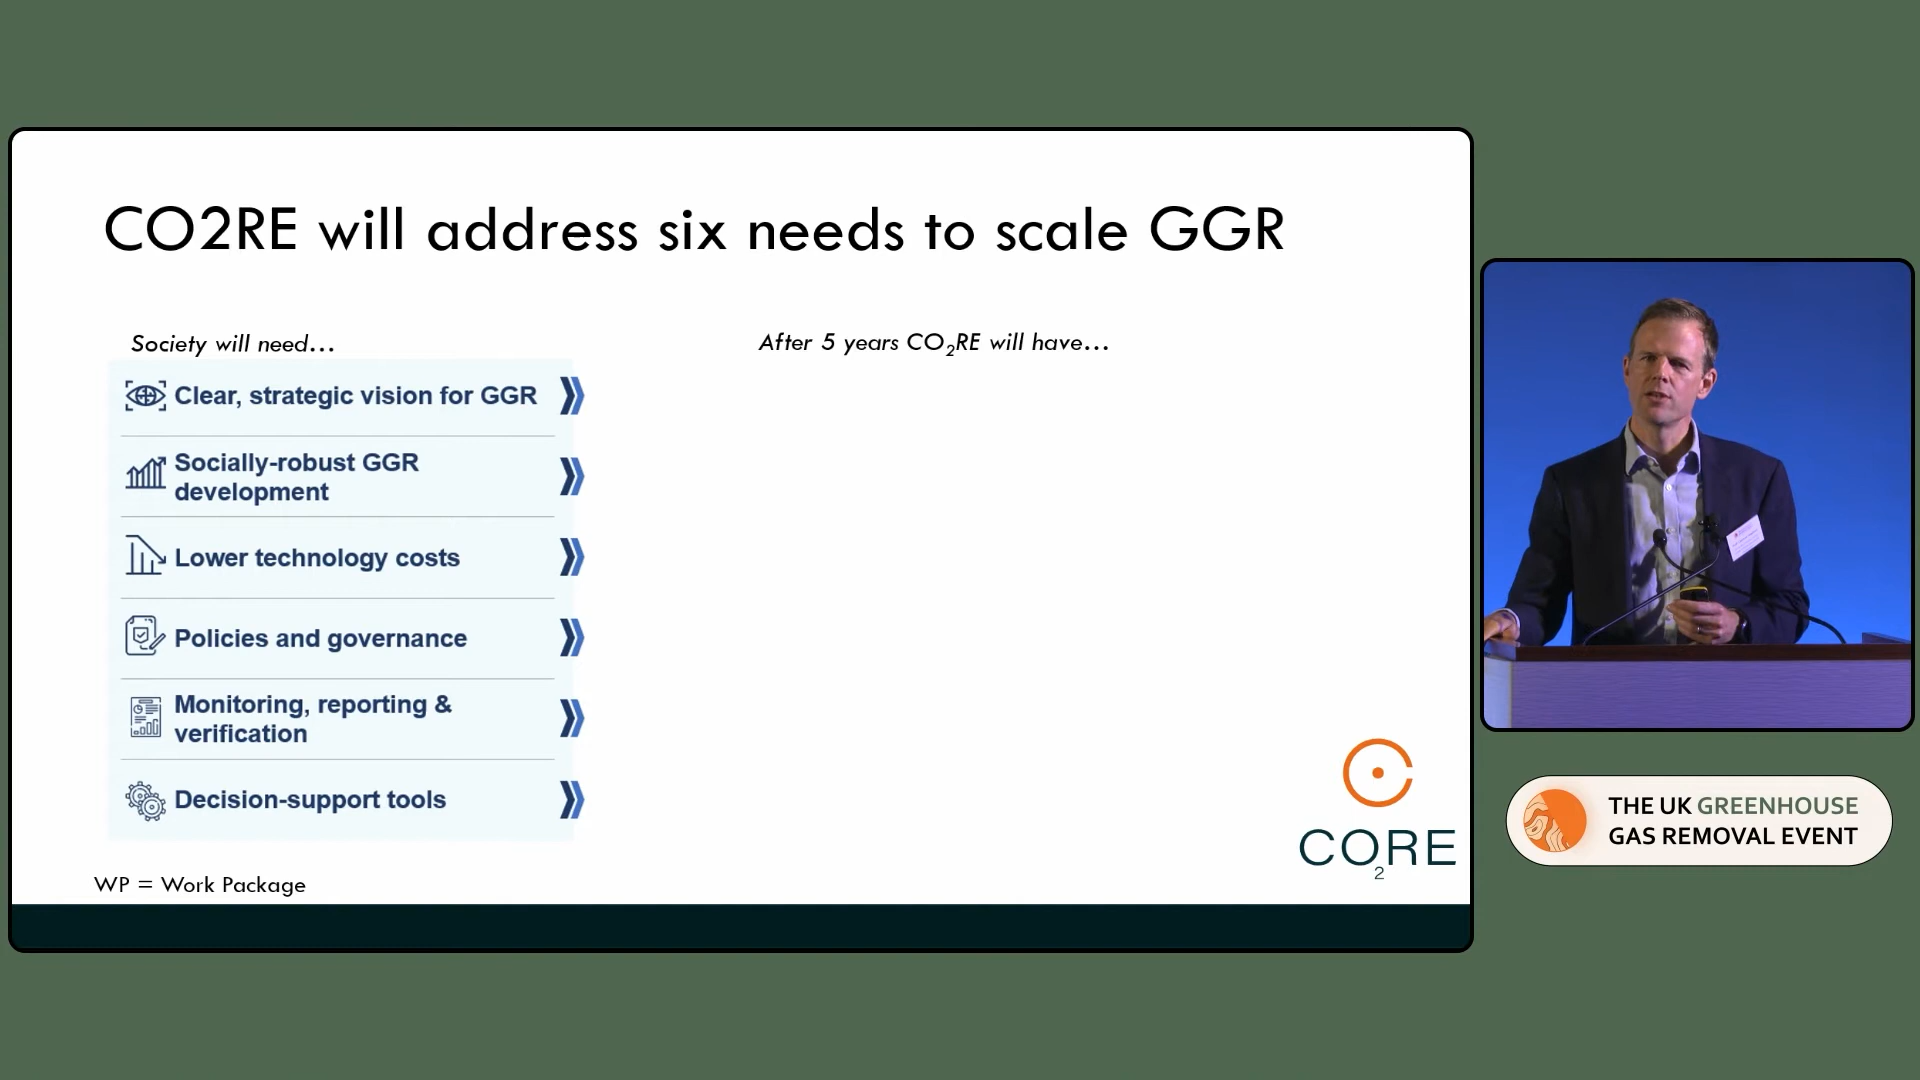 CO2RE will address six needs to scale GGR
Society will need...
Clear, strategic vision for GGR
Socially-robust GGR
development
Lower technology costs
Policies and governance
Monitoring, reporting &
verification
Decision-support tools
WP = Work Package
After 5 years CO₂RE will have...
CO₂RE
THE UK GREENHOUSE
GAS REMOVAL EVENT